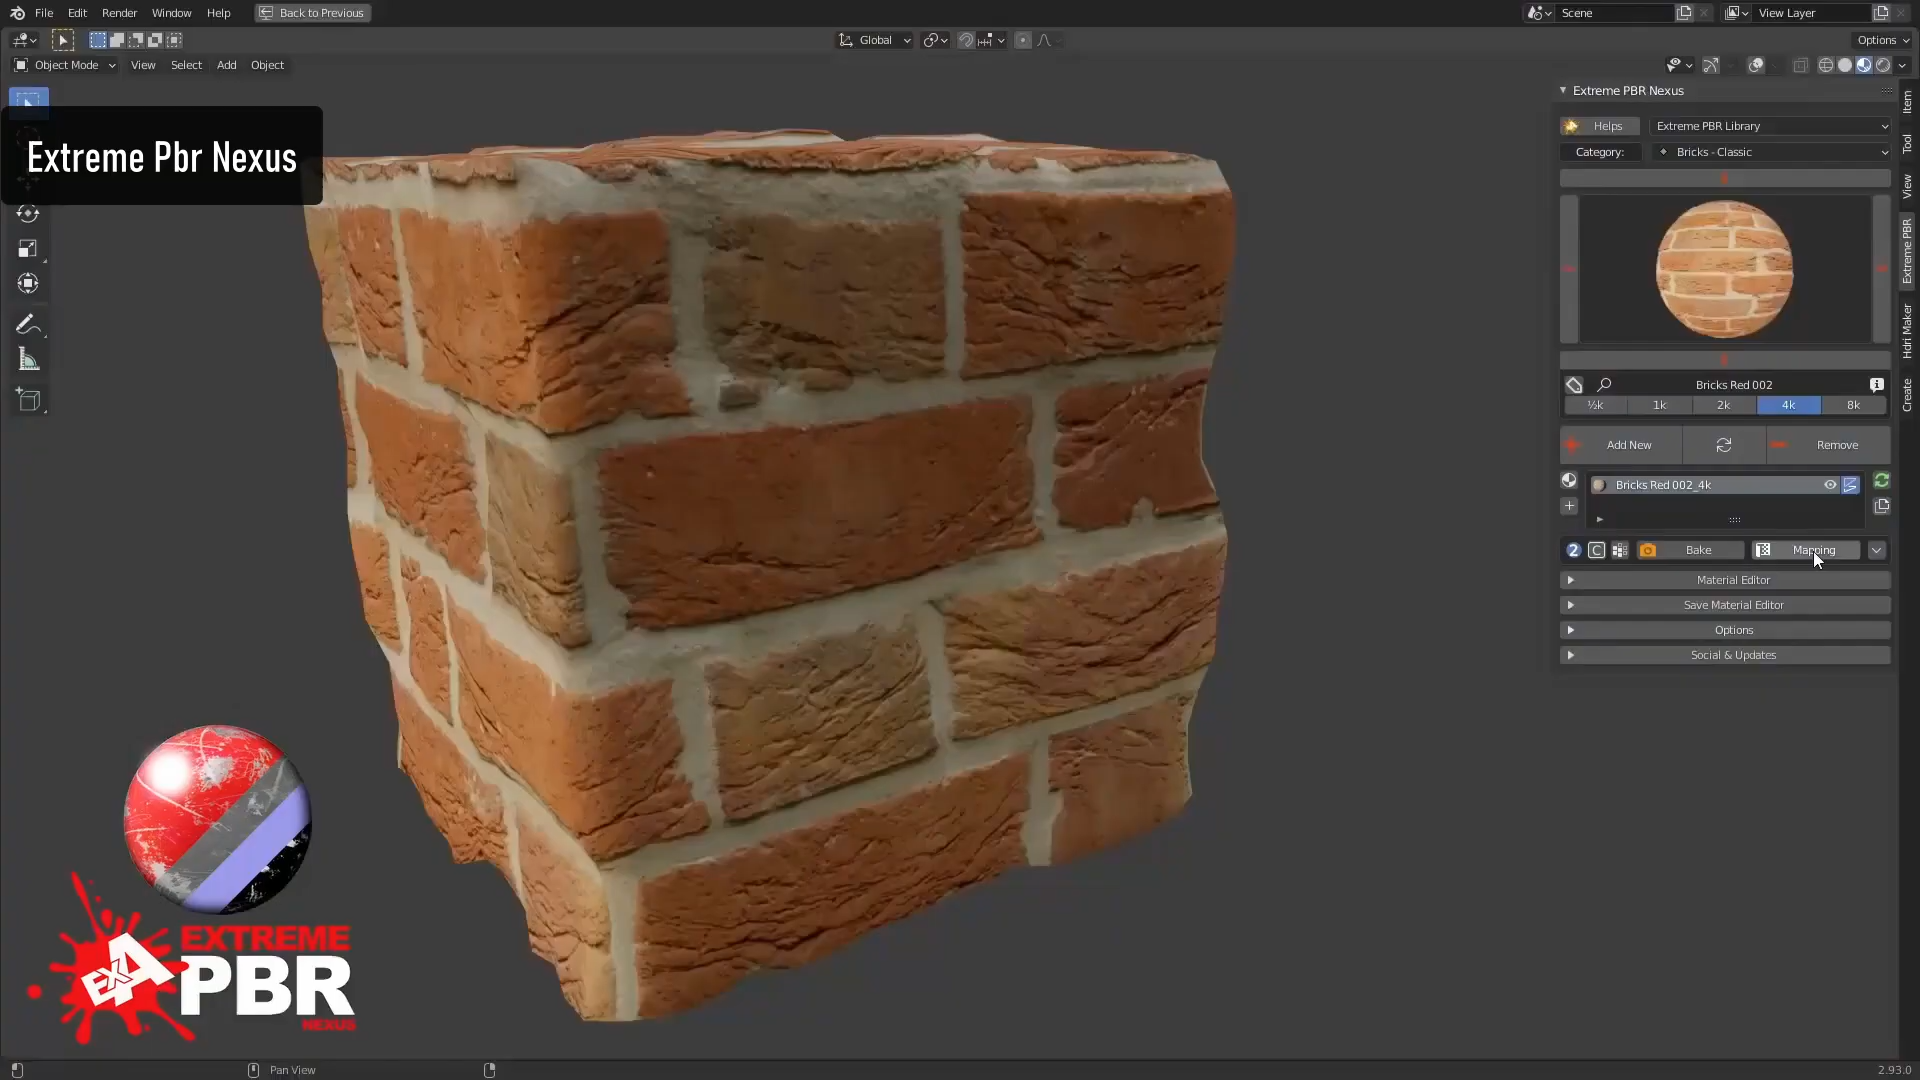 File Edit Render Window Help Back to Previous
Scene View Layer
Global Options
Object Mode View Select Add Object
Extreme PBR Nexus
Extreme Pbr Nexus
Helps Extreme PBR Library
Category: Bricks - Classic
Bricks Red 002
½k 1k 2k 4k 8k
Add New Remove
Bricks Red 002_4k
2 C Bake Mapping
Material Editor
Save Material Editor
Options
Social & Updates
Item
Tool
View
Extreme PBR
Hdri Maker
Create
EXTREME
EXA PBR
NEXUS
Pan View 2.93.0